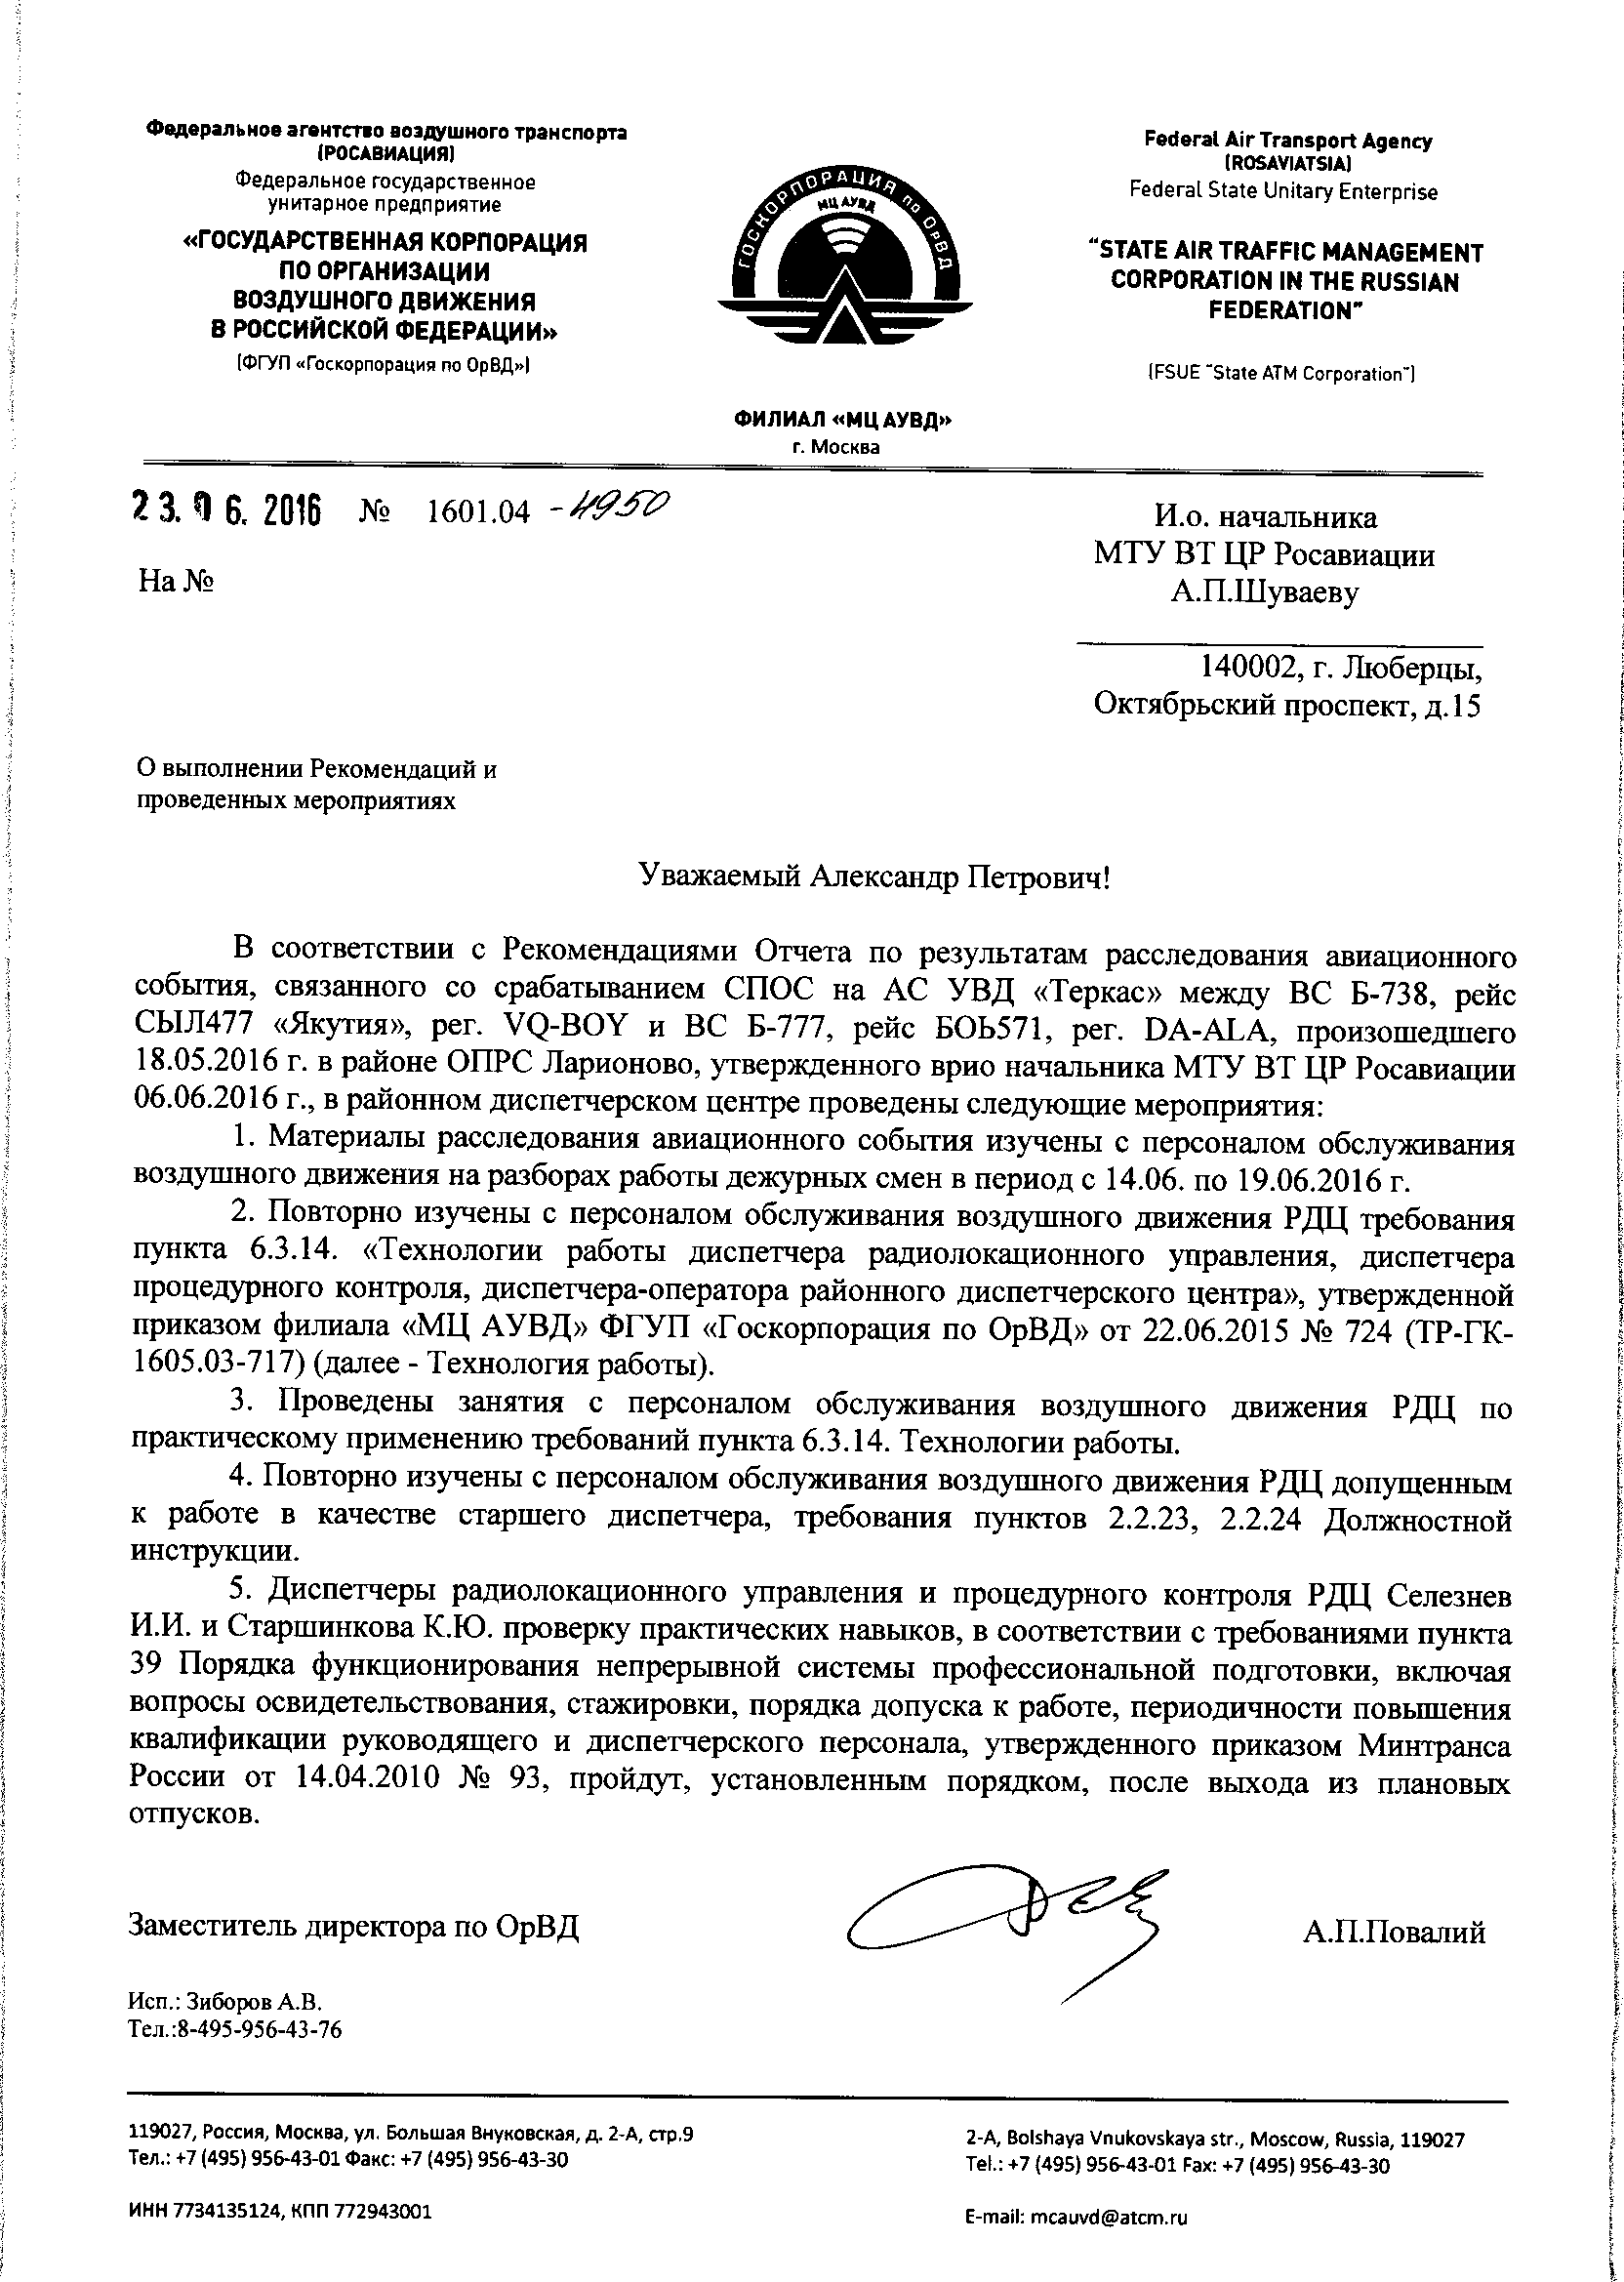 Федеральное агентство воздушного транспорта
(РОСАВИАЦИЯ)
Федеральное государственное
унитарное предприятие
«ГОСУДАРСТВЕННАЯ КОРПОРАЦИЯ
ПО ОРГАНИЗАЦИИ
ВОЗДУШНОГО ДВИЖЕНИЯ
В РОССИЙСКОЙ ФЕДЕРАЦИИ»
(ФГУП «Госкорпорация по ОрВД»)
ГОСКОРПОРАЦИЯ по ОрВД
МЦ АУВД
Federal Air Transport Agency
(ROSAVIATSIA)
Federal State Unitary Enterprise
“STATE AIR TRAFFIC MANAGEMENT
CORPORATION IN THE RUSSIAN
FEDERATION”
(FSUE “State ATM Corporation”)
ФИЛИАЛ «МЦ АУВД»
г. Москва
23. 06. 2016 № 1601.04 -4950
На №
И.о. начальника
МТУ ВТ ЦР Росавиации
А.П.Шуваеву
140002, г. Люберцы,
Октябрьский проспект, д.15
О выполнении Рекомендаций и
проведенных мероприятиях
Уважаемый Александр Петрович!
В соответствии с Рекомендациями Отчета по результатам расследования авиационного
события, связанного со срабатыванием СПОС на АС УВД «Теркас» между ВС Б-738, рейс
СЫЛ477 «Якутия», рег. VQ-BOY и ВС Б-777, рейс БОЬ571, рег. DA-ALA, произошедшего
18.05.2016 г. в районе ОПРС Ларионово, утвержденного врио начальника МТУ ВТ ЦР Росавиации
06.06.2016 г., в районном диспетчерском центре проведены следующие мероприятия:
1. Материалы расследования авиационного события изучены с персоналом обслуживания
воздушного движения на разборах работы дежурных смен в период с 14.06. по 19.06.2016 г.
2. Повторно изучены с персоналом обслуживания воздушного движения РДЦ требования
пункта 6.3.14. «Технологии работы диспетчера радиолокационного управления, диспетчера
процедурного контроля, диспетчера-оператора районного диспетчерского центра», утвержденной
приказом филиала «МЦ АУВД» ФГУП «Госкорпорация по ОрВД» от 22.06.2015 № 724 (ТР-ГК-
1605.03-717) (далее - Технология работы).
3. Проведены занятия с персоналом обслуживания воздушного движения РДЦ по
практическому применению требований пункта 6.3.14. Технологии работы.
4. Повторно изучены с персоналом обслуживания воздушного движения РДЦ допущенным
к работе в качестве старшего диспетчера, требования пунктов 2.2.23, 2.2.24 Должностной
инструкции.
5. Диспетчеры радиолокационного управления и процедурного контроля РДЦ Селезнев
И.И. и Старшинкова К.Ю. проверку практических навыков, в соответствии с требованиями пункта
39 Порядка функционирования непрерывной системы профессиональной подготовки, включая
вопросы освидетельствования, стажировки, порядка допуска к работе, периодичности повышения
квалификации руководящего и диспетчерского персонала, утвержденного приказом Минтранса
России от 14.04.2010 № 93, пройдут, установленным порядком, после выхода из плановых
отпусков.
Заместитель директора по ОрВД
А.П.Повалий
Исп.: Зиборов А.В.
Тел.:8-495-956-43-76
119027, Россия, Москва, ул. Большая Внуковская, д. 2-А, стр.9
Тел.: +7 (495) 956-43-01 Факс: +7 (495) 956-43-30
ИНН 7734135124, КПП 772943001
2-A, Bolshaya Vnukovskaya str., Moscow, Russia, 119027
Tel.: +7 (495) 956-43-01 Fax: +7 (495) 956-43-30
E-mail: mcauvd@atcm.ru